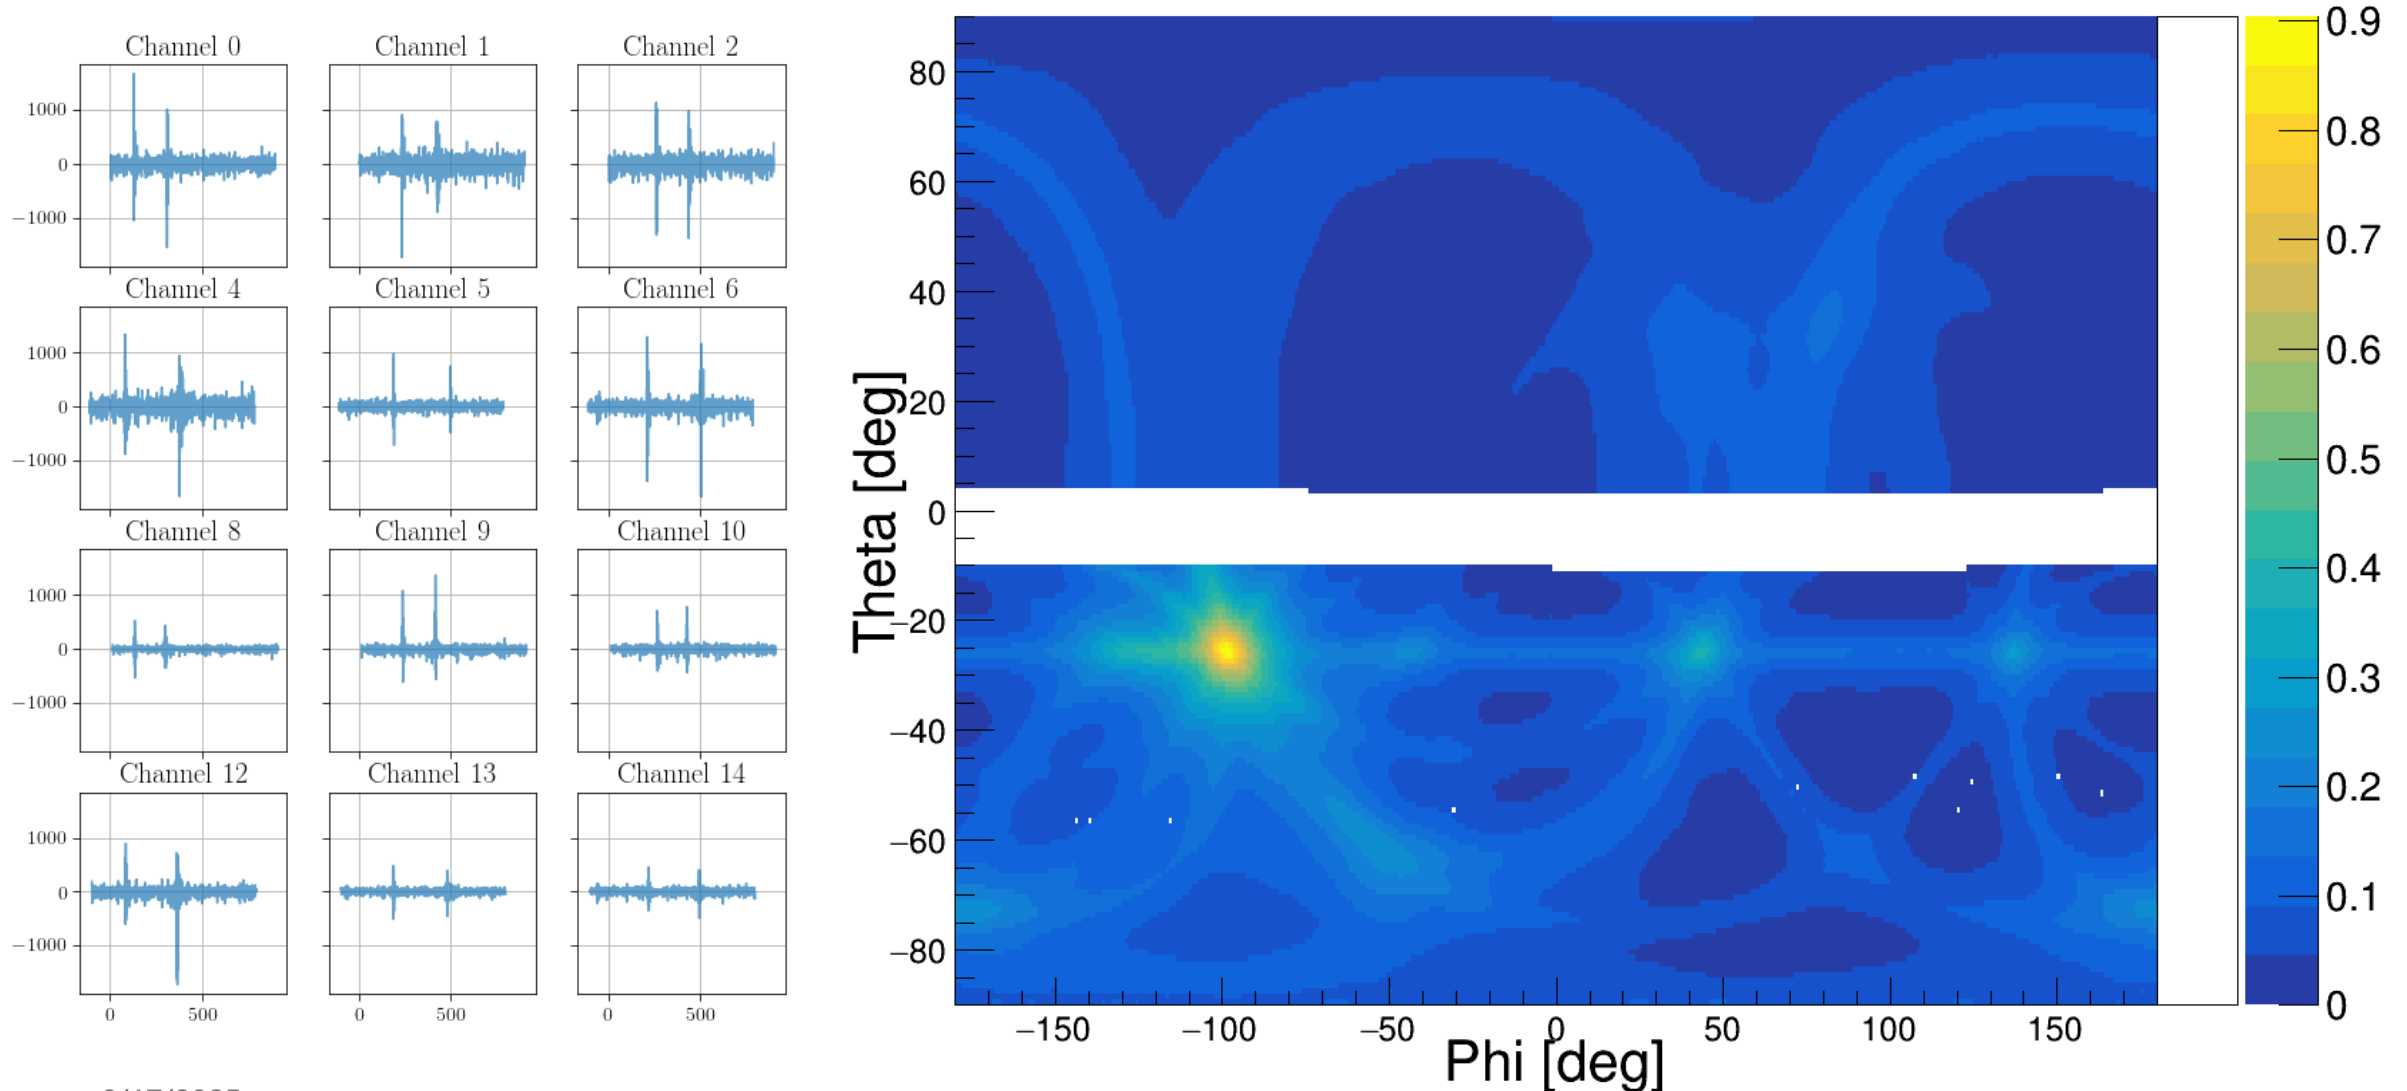 Channel 0
Channel 1
Channel 2
1000
0
−1000
Channel 4
Channel 5
Channel 6
1000
0
−1000
Channel 8
Channel 9
Channel 10
1000
0
−1000
Channel 12
Channel 13
Channel 14
1000
0
−1000
0 500
0 500
0 500
Theta [deg]
80
60
40
20
0
−20
−40
−60
−80
−150 −100 −50 0 50 100 150
Phi [deg]
0.9
0.8
0.7
0.6
0.5
0.4
0.3
0.2
0.1
0